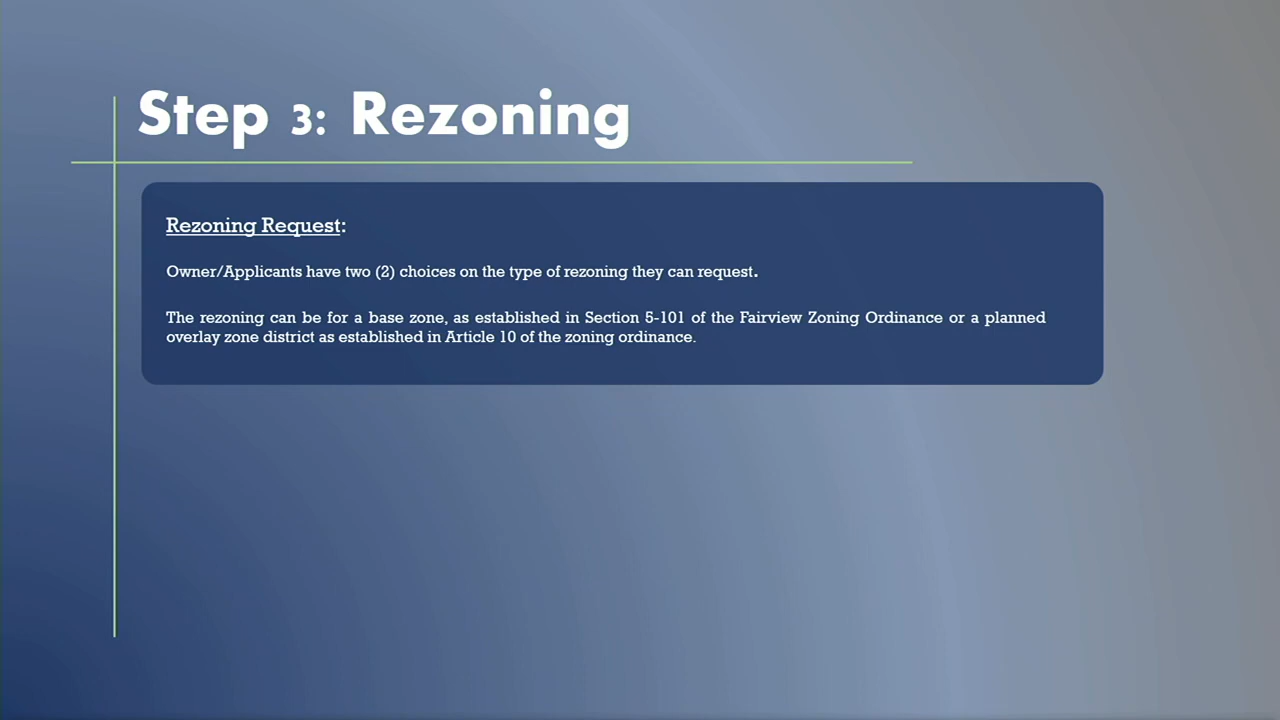 Step 3: Rezoning
Rezoning Request:
Owner/Applicants have two (2) choices on the type of rezoning they can request.
The rezoning can be for a base zone, as established in Section 5-101 of the Fairview Zoning Ordinance or a planned
overlay zone district as established in Article 10 of the zoning ordinance.